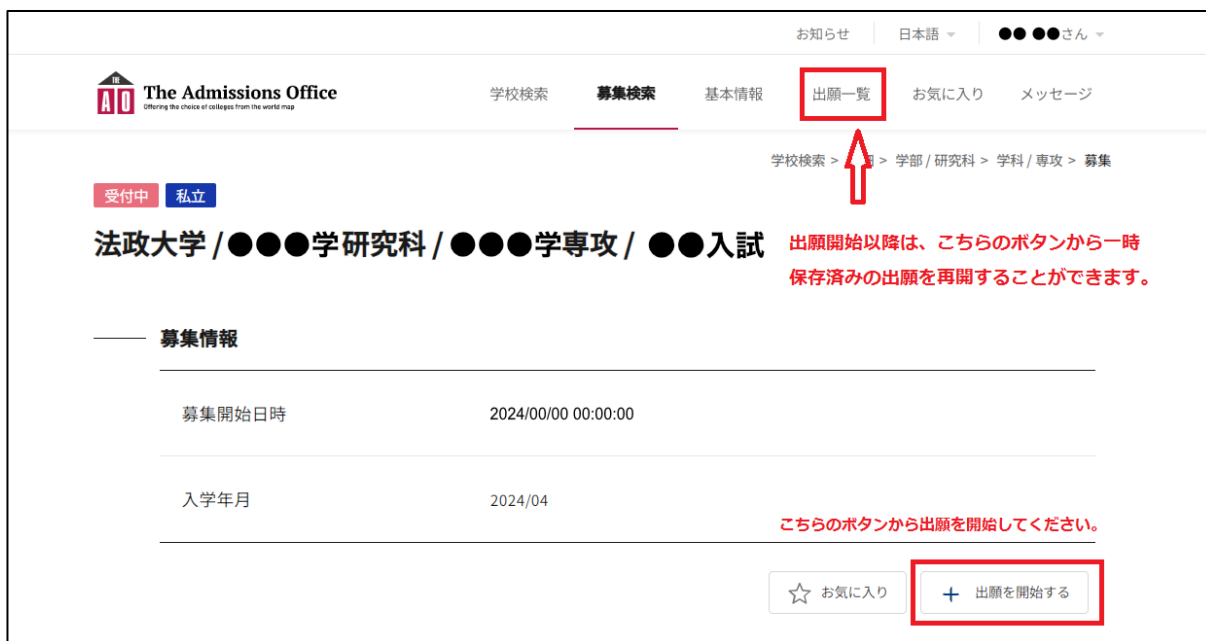 お知らせ 日本語 ●● ●●さん
THE
AO The Admissions Office
Offering the choice of colleges from the world map
学校検索 募集検索 基本情報 出願一覧 お気に入り メッセージ
学校検索 > > 学部 / 研究科 > 学科 / 専攻 > 募集
受付中 私立
法政大学 / ●●●学研究科 / ●●●学専攻 / ●●入試
出願開始以降は、こちらのボタンから一時
保存済みの出願を再開することができます。
募集情報
募集開始日時 2024/00/00 00:00:00
入学年月 2024/04
こちらのボタンから出願を開始してください。
お気に入り + 出願を開始する